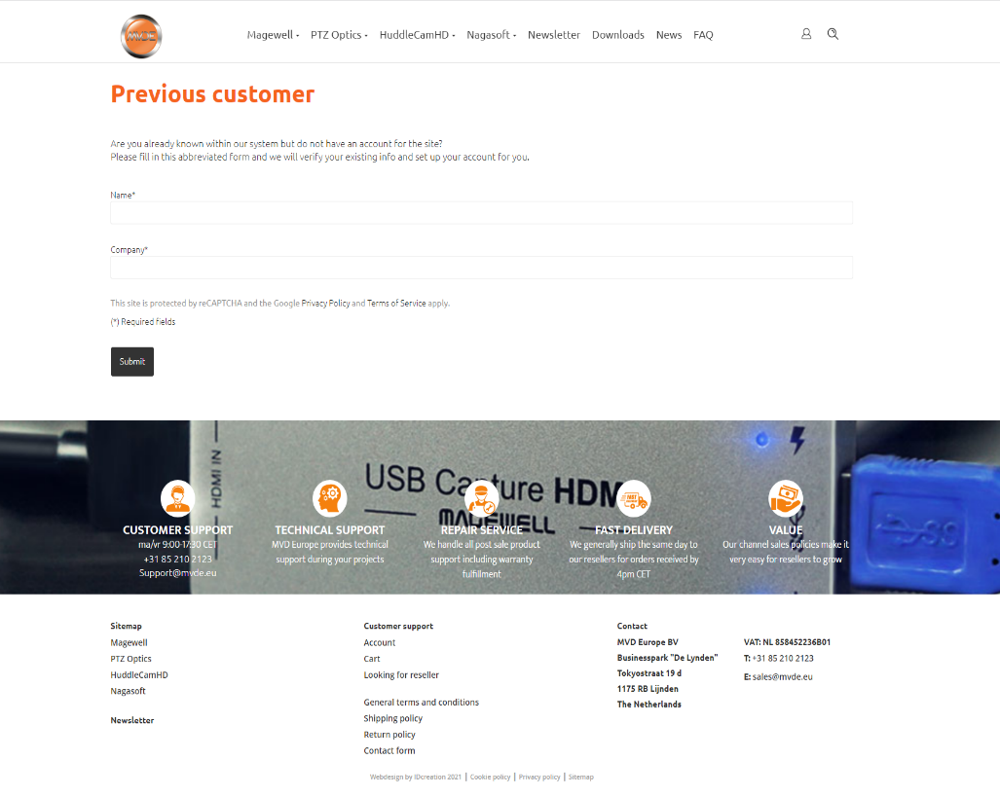 MVDE
Magewell
PTZ Optics
HuddleCamHD
Nagasoft
Newsletter
Downloads
News
FAQ
Previous customer
Are you already known within our system but do not have an account for the site?
Please fill in this abbreviated form and we will verify your existing info and set up your account for you.
Name*
Company*
This site is protected by reCAPTCHA and the Google Privacy Policy and Terms of Service apply.
(*) Required fields
Submit
HDMI IN
USB Capture HDMI
MAGEWELL
CUSTOMER SUPPORT
ma/vr 9:00-17:30 CET
+31 85 210 2123
Support@mvde.eu
TECHNICAL SUPPORT
MVD Europe provides technical
support during your projects
REPAIR SERVICE
We handle all post sale product
support including warranty
fulfillment
FAST DELIVERY
We generally ship the same day to
our resellers for orders received by
4pm CET
VALUE
Our channel sales policies make it
very easy for resellers to grow
Sitemap
Magewell
PTZ Optics
HuddleCamHD
Nagasoft
Newsletter
Customer support
Account
Cart
Looking for reseller
General terms and conditions
Shipping policy
Return policy
Contact form
Contact
MVD Europe BV
Businesspark "De Lynden"
Tokyostraat 19 d
1175 RB Lijnden
The Netherlands
VAT: NL 858452236B01
T: +31 85 210 2123
E: sales@mvde.eu
Webdesign by IDcreation 2021 | Cookie policy | Privacy policy | Sitemap